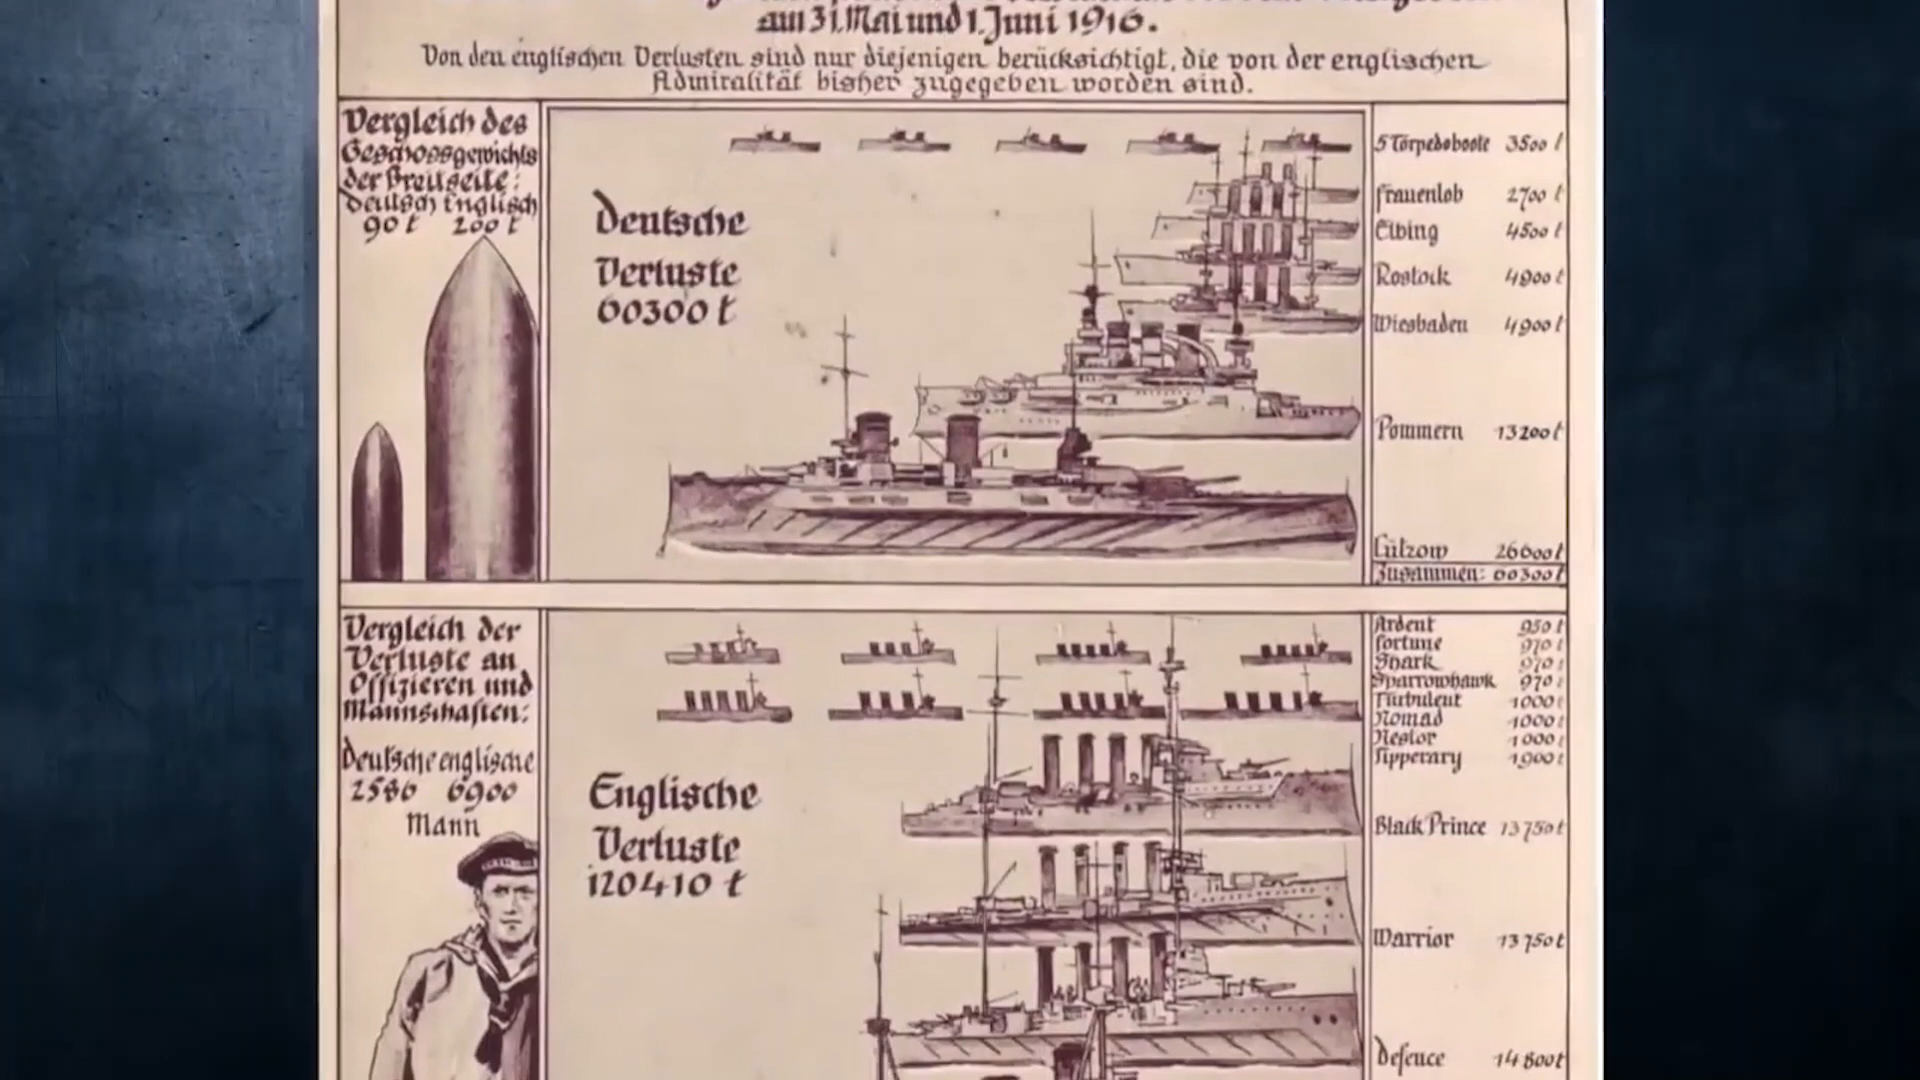 am 31. Mai und 1. Juni 1916.
Von den englischen Verlusten sind nur diejenigen berücksichtigt, die von der englischen
Admiralität bisher zugegeben worden sind.
Vergleich des
Geschossgewichts
der Breitseite:
Deutsch Englisch
90 t 200 t
Deutsche
Verluste
60300 t
5 Torpedoboote 3500 t
Frauenlob 2700 t
Elbing 4500 t
Rostock 4900 t
Wiesbaden 4900 t
Pommern 13200 t
Lützow 26600 t
Zusammen: 60300 t
Vergleich der
Verluste an
Offizieren und
Mannschaften:
Deutsche englische
2586 6900
Mann
Englische
Verluste
120410 t
Ardent 950 t
Fortune 970 t
Shark 970 t
Sparrowhawk 970 t
Turbulent 1000 t
Nomad 1000 t
Nestor 1000 t
Tipperary 1900 t
Black Prince 13750 t
Warrior 13750 t
Defence 14800 t